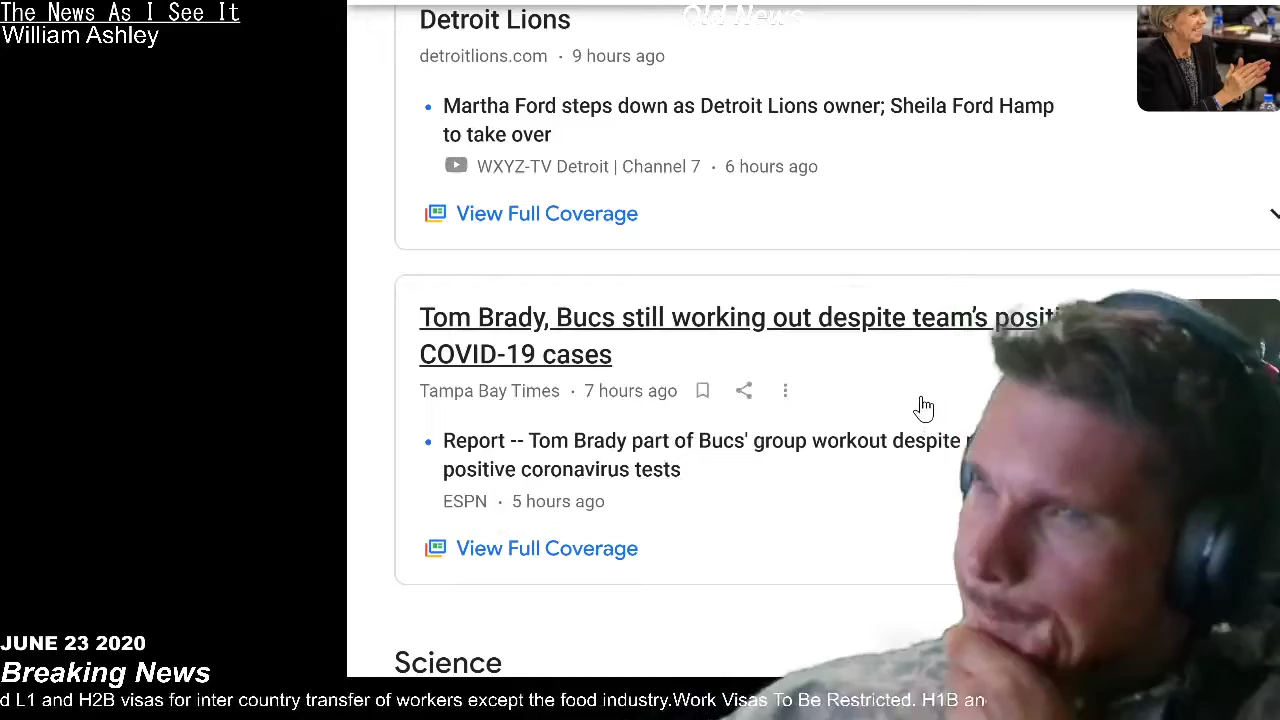 The News As I See It
William Ashley
Old News
Detroit Lions
detroitlions.com · 9 hours ago
• Martha Ford steps down as Detroit Lions owner; Sheila Ford Hamp
to take over
WXYZ-TV Detroit | Channel 7 · 6 hours ago
View Full Coverage
Tom Brady, Bucs still working out despite team's
COVID-19 cases
Tampa Bay Times · 7 hours ago
• Report -- Tom Brady part of Bucs' group workout despite
positive coronavirus tests
ESPN · 5 hours ago
View Full Coverage
Science
JUNE 23 2020
Breaking News
d L1 and H2B visas for inter country transfer of workers except the food industry.Work Visas To Be Restricted. H1B an